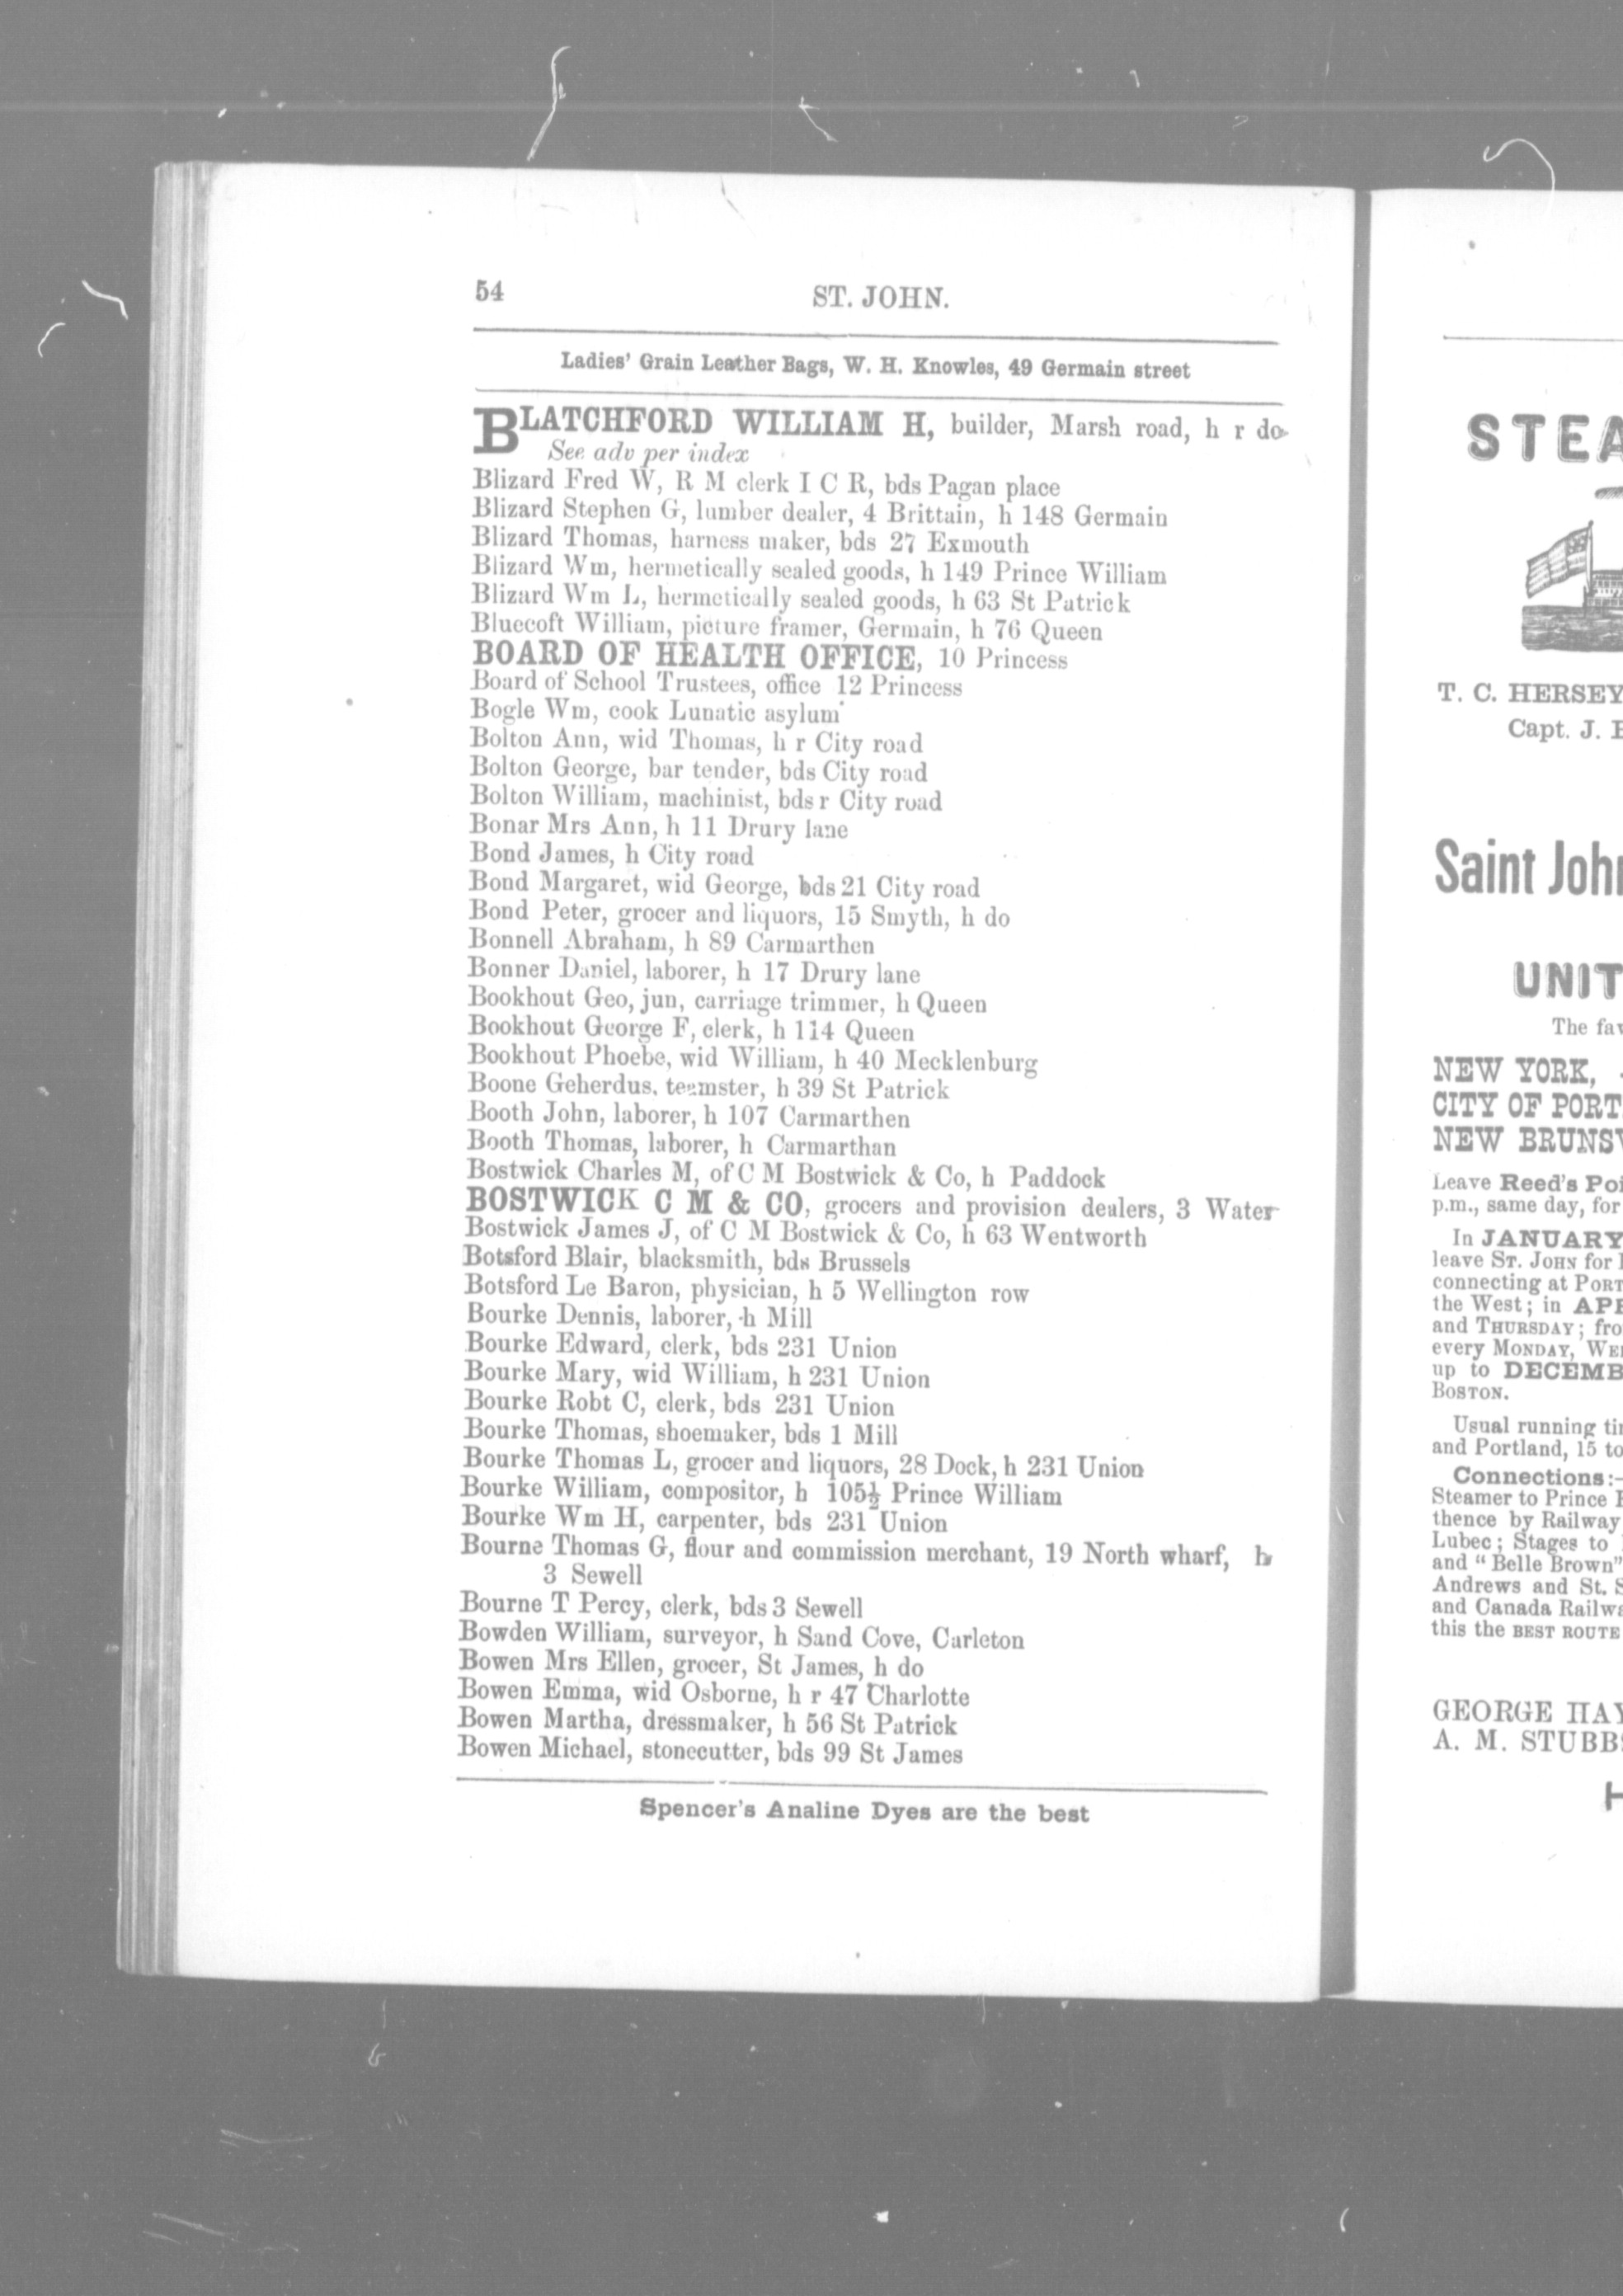 54
ST. JOHN.
Ladies' Grain Leather Bags, W. H. Knowles, 49 Germain street
BLATCHFORD WILLIAM H, builder, Marsh road, h r do
See adv per index
Blizard Fred W, R M clerk I C R, bds Pagan place
Blizard Stephen G, lumber dealer, 4 Brittain, h 148 Germain
Blizard Thomas, harness maker, bds 27 Exmouth
Blizard Wm, hermetically sealed goods, h 149 Prince William
Blizard Wm L, hermetically sealed goods, h 63 St Patrick
Bluecoft William, picture framer, Germain, h 76 Queen
BOARD OF HEALTH OFFICE, 10 Princess
Board of School Trustees, office 12 Princess
Bogle Wm, cook Lunatic asylum
Bolton Ann, wid Thomas, h r City road
Bolton George, bar tender, bds City road
Bolton William, machinist, bds r City road
Bonar Mrs Ann, h 11 Drury lane
Bond James, h City road
Bond Margaret, wid George, bds 21 City road
Bond Peter, grocer and liquors, 15 Smyth, h do
Bonnell Abraham, h 89 Carmarthen
Bonner Daniel, laborer, h 17 Drury lane
Bookhout Geo, jun, carriage trimmer, h Queen
Bookhout George F, clerk, h 114 Queen
Bookhout Phoebe, wid William, h 40 Mecklenburg
Boone Geherdus, teamster, h 39 St Patrick
Booth John, laborer, h 107 Carmarthen
Booth Thomas, laborer, h Carmarthan
Bostwick Charles M, of C M Bostwick & Co, h Paddock
BOSTWICK C M & CO, grocers and provision dealers, 3 Water
Bostwick James J, of C M Bostwick & Co, h 63 Wentworth
Botsford Blair, blacksmith, bds Brussels
Botsford Le Baron, physician, h 5 Wellington row
Bourke Dennis, laborer, h Mill
Bourke Edward, clerk, bds 231 Union
Bourke Mary, wid William, h 231 Union
Bourke Robt C, clerk, bds 231 Union
Bourke Thomas, shoemaker, bds 1 Mill
Bourke Thomas L, grocer and liquors, 28 Dock, h 231 Union
Bourke William, compositor, h 105½ Prince William
Bourke Wm H, carpenter, bds 231 Union
Bourne Thomas G, flour and commission merchant, 19 North wharf, h
3 Sewell
Bourne T Percy, clerk, bds 3 Sewell
Bowden William, surveyor, h Sand Cove, Carleton
Bowen Mrs Ellen, grocer, St James, h do
Bowen Emma, wid Osborne, h r 47 Charlotte
Bowen Martha, dressmaker, h 56 St Patrick
Bowen Michael, stonecutter, bds 99 St James
Spencer's Analine Dyes are the best
STEA
T. C. HERSEY
Capt. J.
Saint John
UNIT
The fav
NEW YORK,
CITY OF PORT
NEW BRUNSW
Leave Reed's Poi
p.m., same day, for
In JANUARY
leave ST. JOHN for
connecting at PORT
the West; in APR
and THURSDAY; fro
every MONDAY, WE
up to DECEMB
BOSTON.
Usual running tim
and Portland, 15 to
Connections:—
Steamer to Prince
thence by Railway
Lubec; Stages to
and "Belle Brown"
Andrews and St. S
and Canada Railwa
this the BEST ROUTE
GEORGE HAY
A. M. STUBBS
H